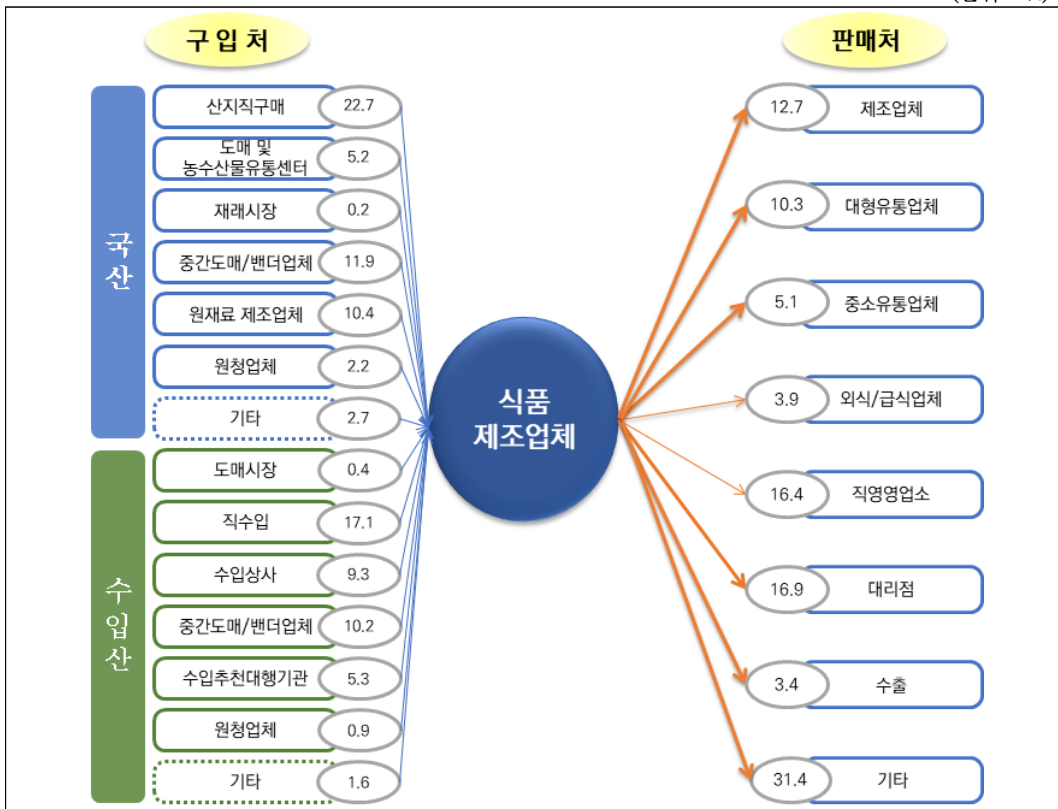 구 입 처
판매처
국산
산지직구매 22.7
도매 및
농수산물유통센터 5.2
재래시장 0.2
중간도매/밴더업체 11.9
원재료 제조업체 10.4
원청업체 2.2
기타 2.7
수입산
도매시장 0.4
직수입 17.1
수입상사 9.3
중간도매/밴더업체 10.2
수입추천대행기관 5.3
원청업체 0.9
기타 1.6
식품
제조업체
12.7 제조업체
10.3 대형유통업체
5.1 중소유통업체
3.9 외식/급식업체
16.4 직영영업소
16.9 대리점
3.4 수출
31.4 기타